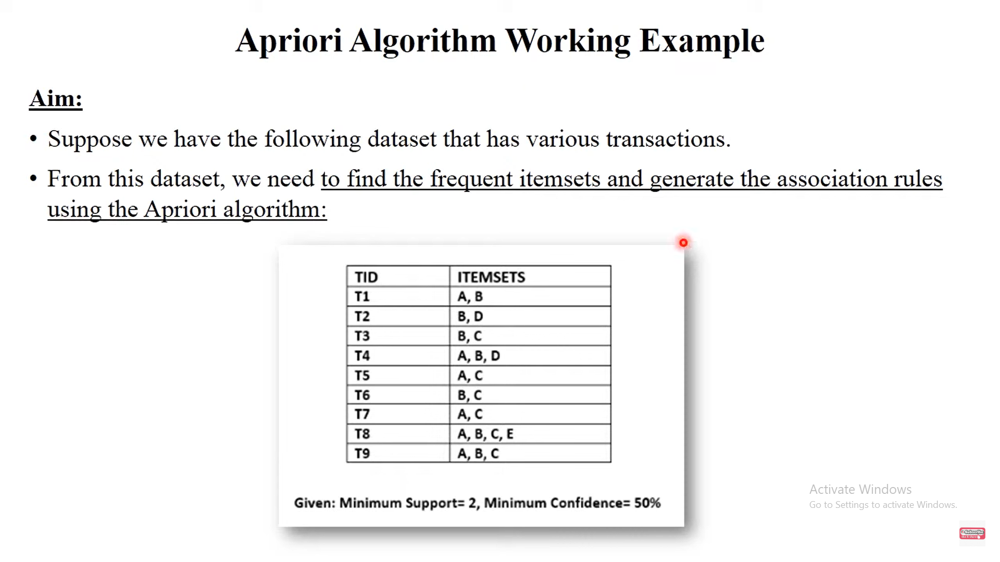 Apriori Algorithm Working Example
Aim:
• Suppose we have the following dataset that has various transactions.
• From this dataset, we need to find the frequent itemsets and generate the association rules
using the Apriori algorithm:
TID ITEMSETS
T1 A, B
T2 B, D
T3 B, C
T4 A, B, D
T5 A, C
T6 B, C
T7 A, C
T8 A, B, C, E
T9 A, B, C
Given: Minimum Support= 2, Minimum Confidence= 50%
Activate Windows
Go to Settings to activate Windows.
@Subscribe
like & share